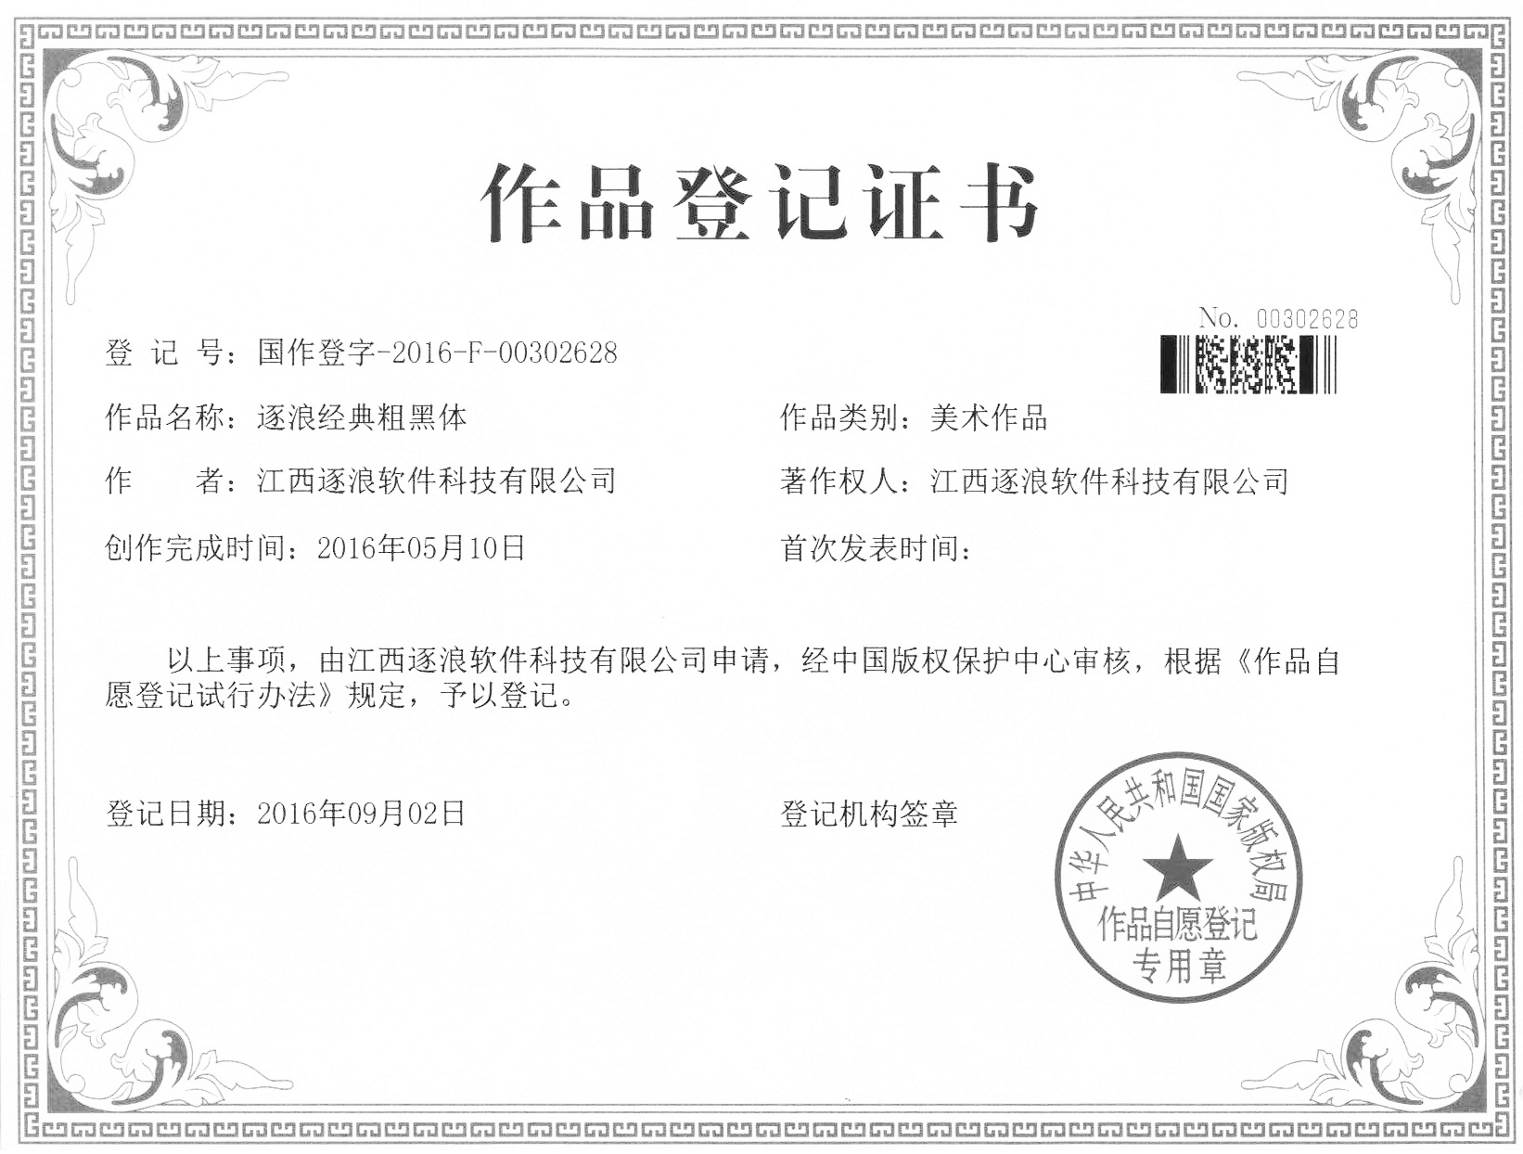 作品登记证书
No. 00302628
登 记 号：国作登字-2016-F-00302628
作品名称：逐浪经典粗黑体 作品类别：美术作品
作　　者：江西逐浪软件科技有限公司 著作权人：江西逐浪软件科技有限公司
创作完成时间：2016年05月10日 首次发表时间：
以上事项，由江西逐浪软件科技有限公司申请，经中国版权保护中心审核，根据《作品自
愿登记试行办法》规定，予以登记。
登记日期：2016年09月02日 登记机构签章
中华人民共和国国家版权局
作品自愿登记
专用章